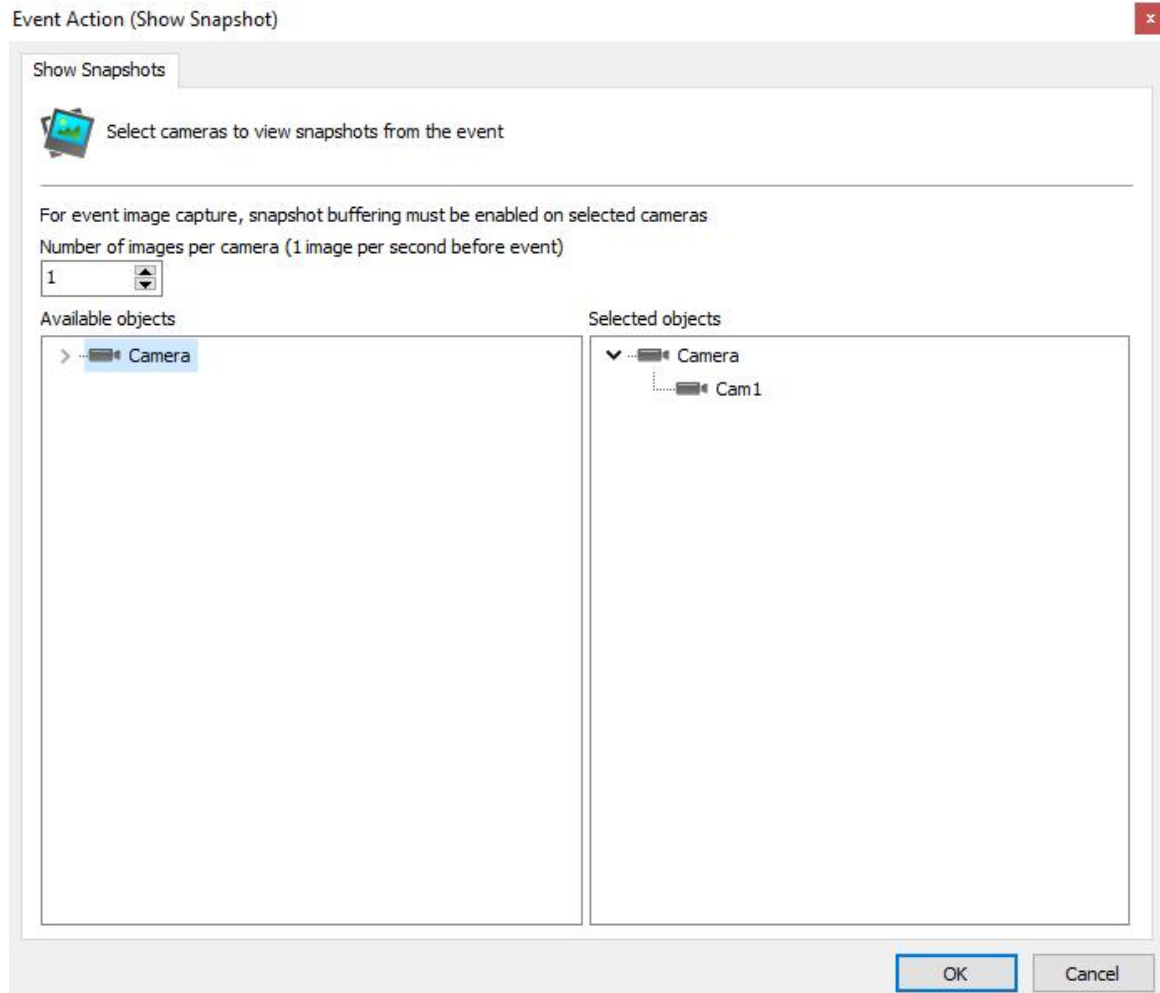 Event Action (Show Snapshot)
x
Show Snapshots
Select cameras to view snapshots from the event
For event image capture, snapshot buffering must be enabled on selected cameras
Number of images per camera (1 image per second before event)
1
Available objects
Selected objects
Camera
Camera
Cam1
OK
Cancel